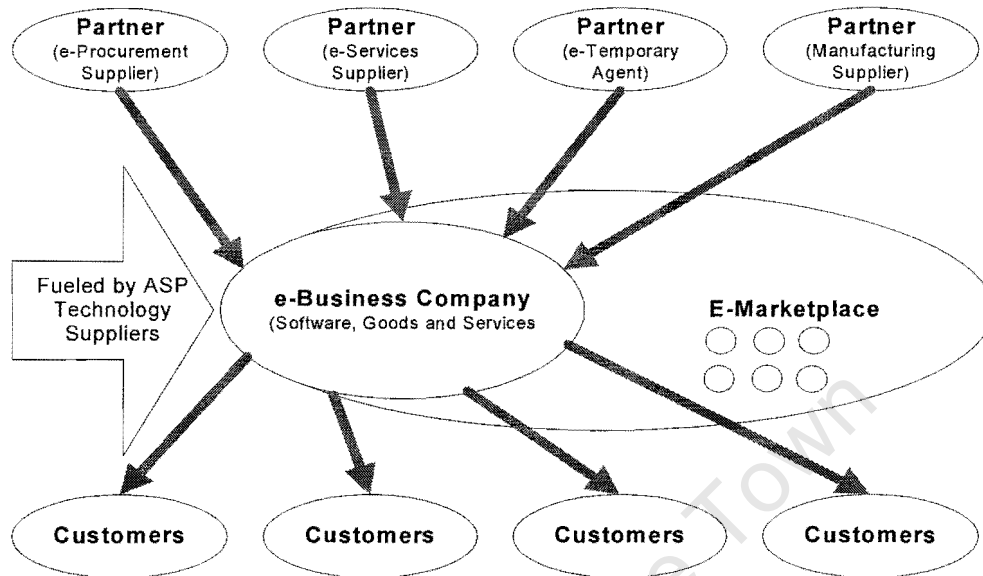 Partner
(e-Procurement
Supplier)
Partner
(e-Services
Supplier)
Partner
(e-Temporary
Agent)
Partner
(Manufacturing
Supplier)
Fueled by ASP
Technology
Suppliers
e-Business Company
(Software, Goods and Services
E-Marketplace
Customers
Customers
Customers
Customers
Town